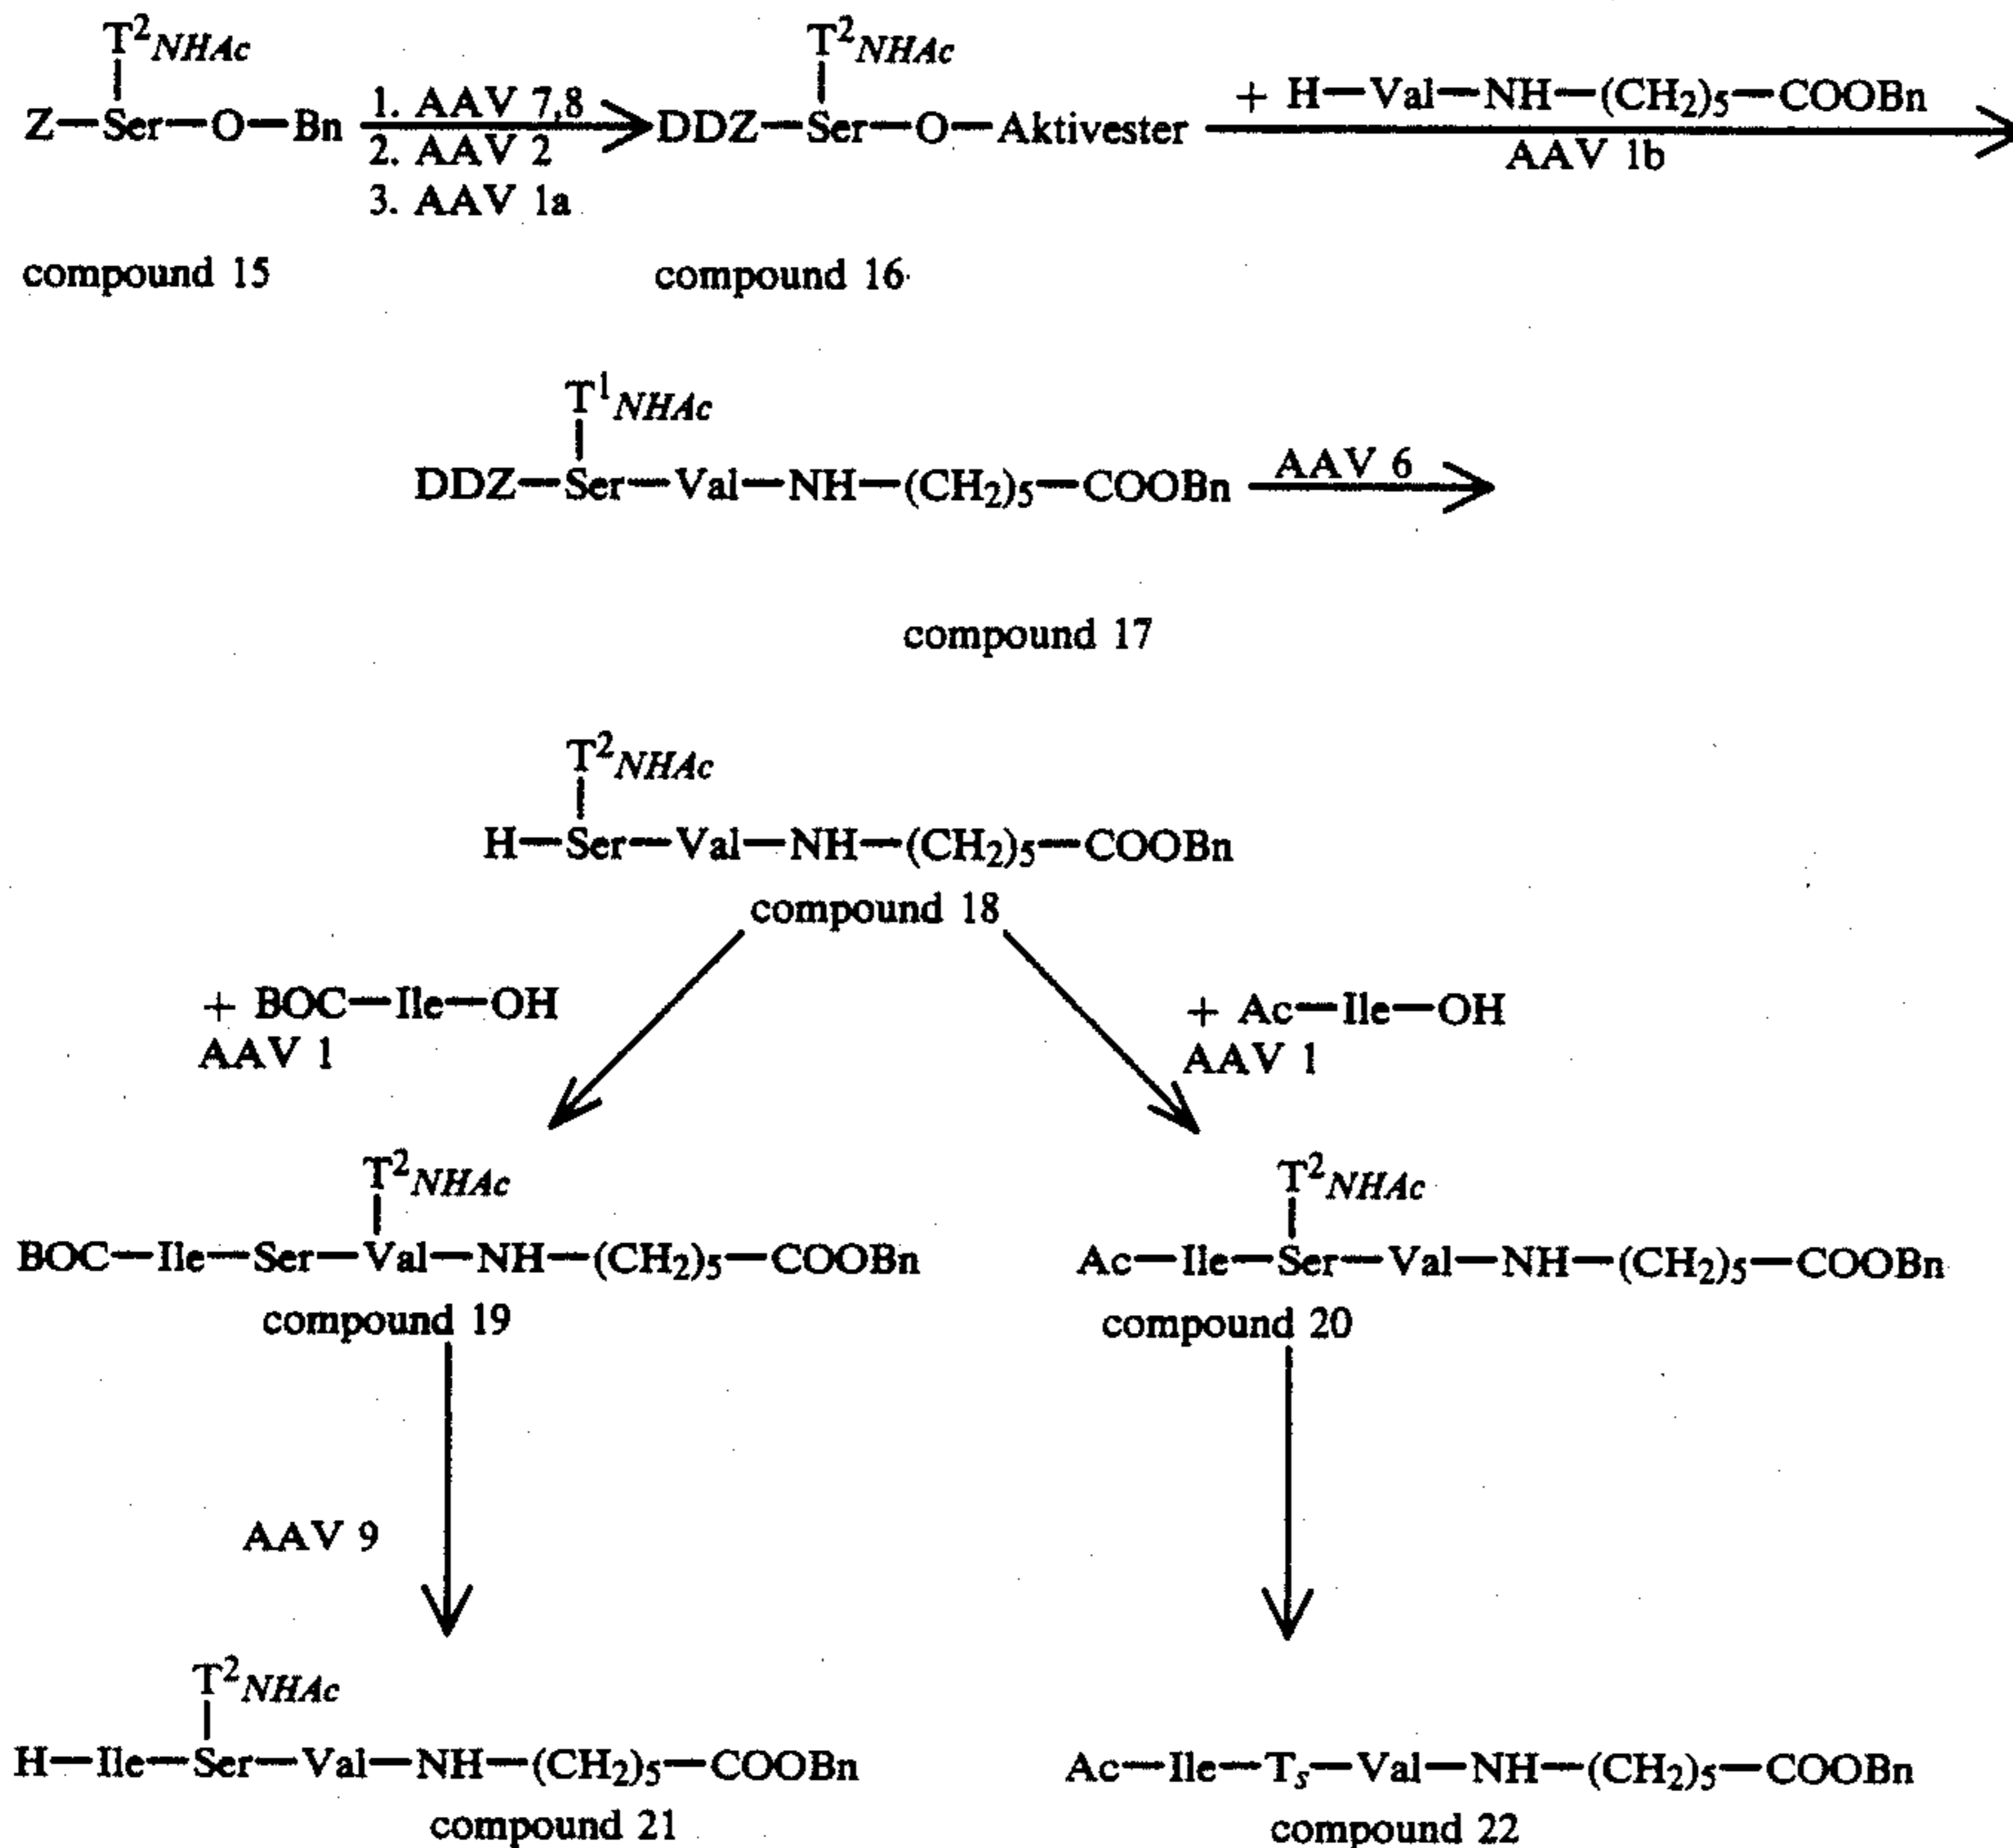 T²NHAc T²NHAc
Z—Ser—O—Bn 1. AAV 7,8 DDZ—Ser—O—Aktivester + H—Val—NH—(CH₂)₅—COOBn
2. AAV 2 AAV 1b
3. AAV 1a
compound 15 compound 16
T¹NHAc
DDZ—Ser—Val—NH—(CH₂)₅—COOBn AAV 6
compound 17
T²NHAc
H—Ser—Val—NH—(CH₂)₅—COOBn
compound 18
+ BOC—Ile—OH + Ac—Ile—OH
AAV 1 AAV 1
T²NHAc T²NHAc
BOC—Ile—Ser—Val—NH—(CH₂)₅—COOBn Ac—Ile—Ser—Val—NH—(CH₂)₅—COOBn
compound 19 compound 20
AAV 9
T²NHAc
H—Ile—Ser—Val—NH—(CH₂)₅—COOBn Ac—Ile—Tₛ—Val—NH—(CH₂)₅—COOBn
compound 21 compound 22